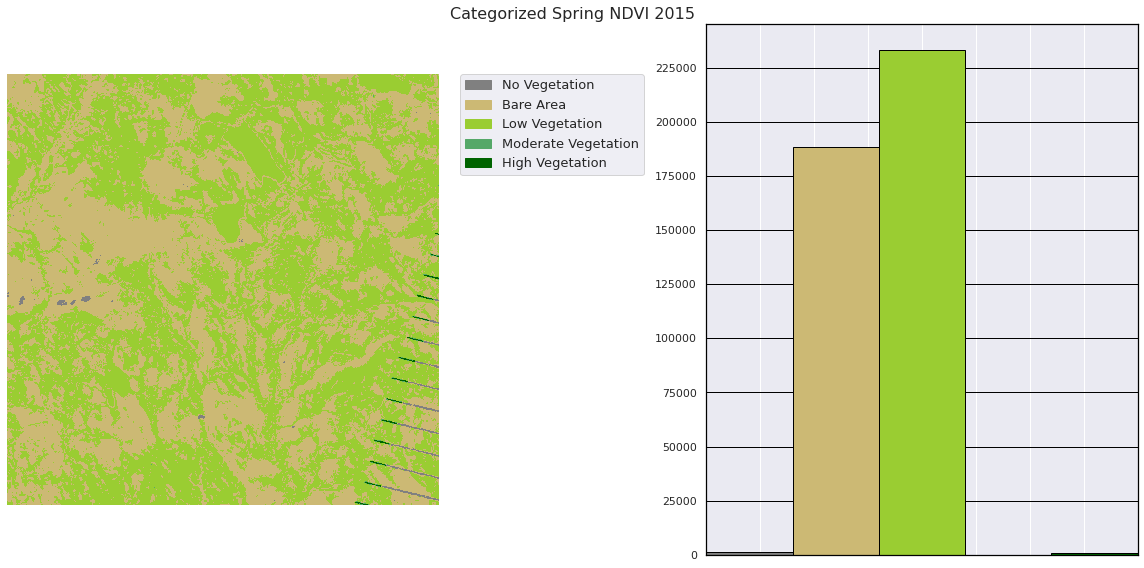 Categorized Spring NDVI 2015
No Vegetation
Bare Area
Low Vegetation
Moderate Vegetation
High Vegetation
225000
200000
175000
150000
125000
100000
75000
50000
25000
0